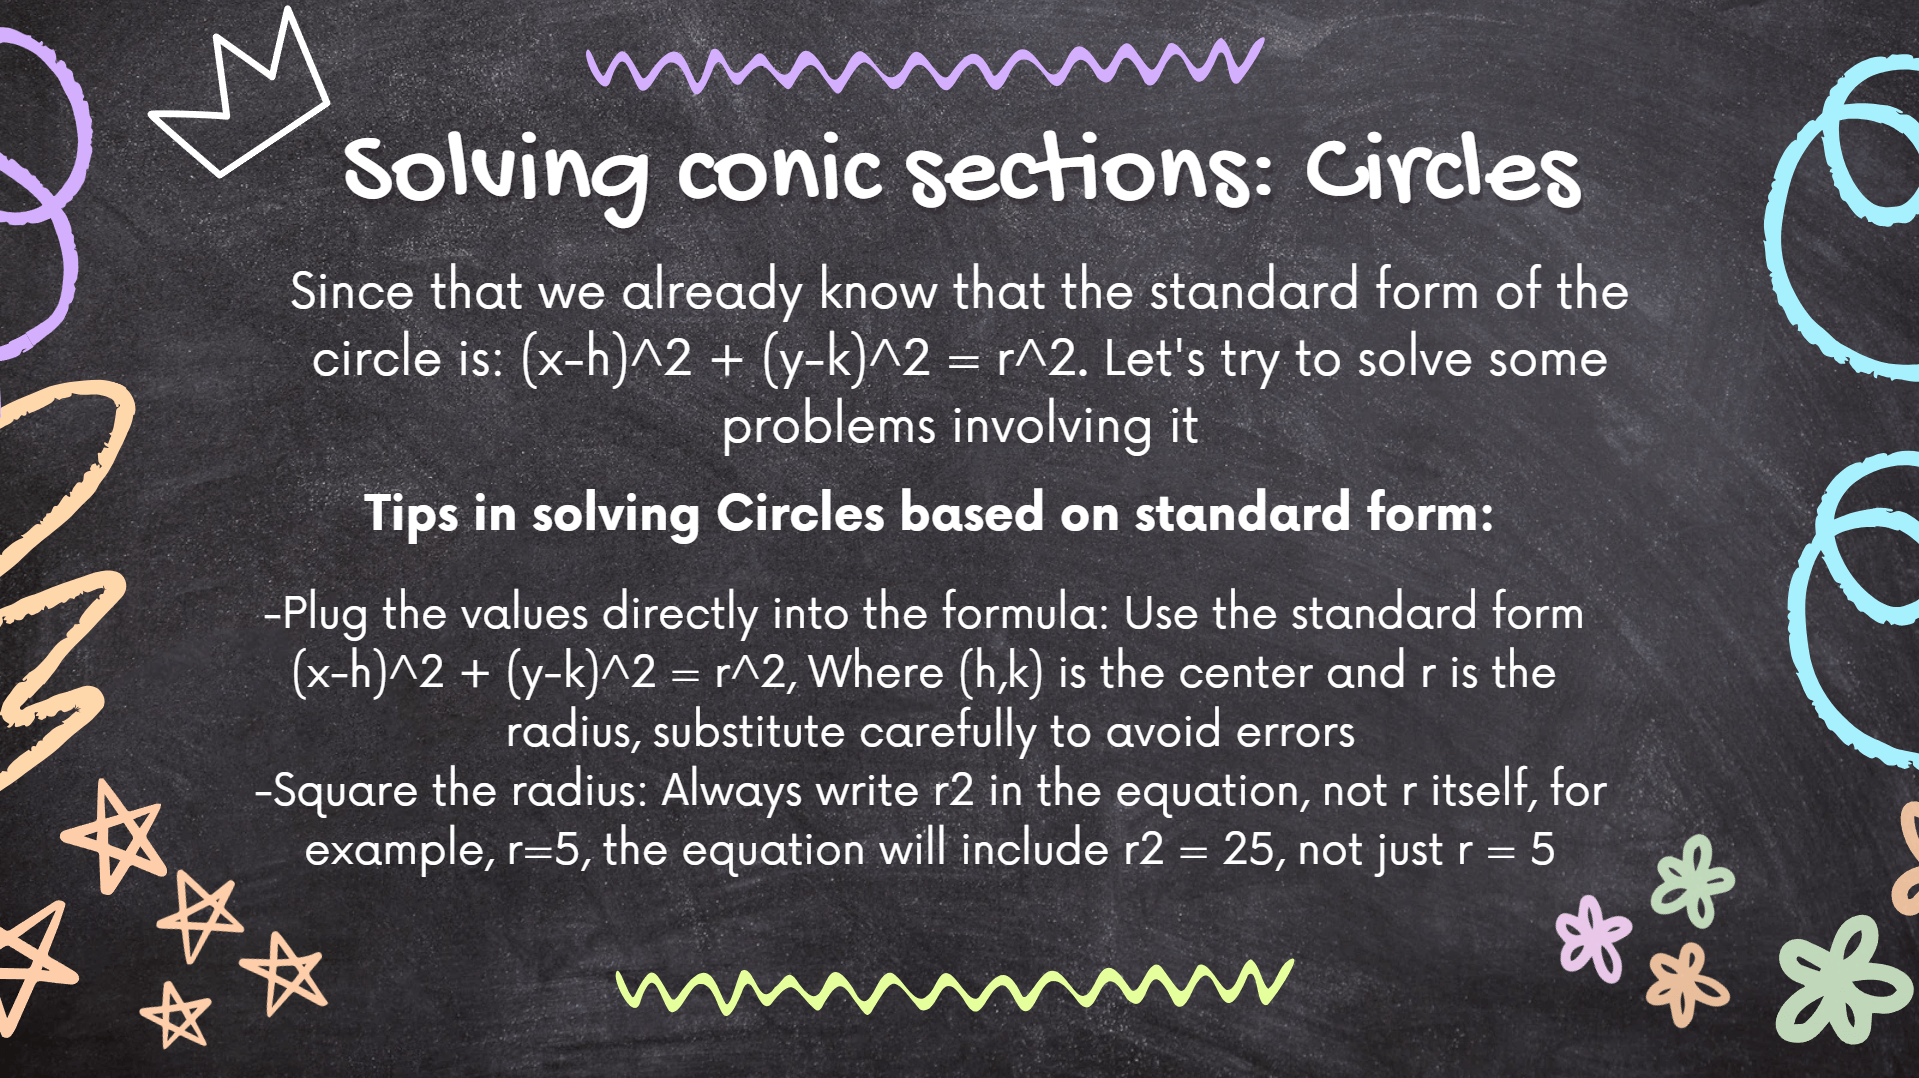 Solving conic sections: Circles
Since that we already know that the standard form of the
circle is: (x-h)^2 + (y-k)^2 = r^2. Let's try to solve some
problems involving it
Tips in solving Circles based on standard form:
-Plug the values directly into the formula: Use the standard form
(x-h)^2 + (y-k)^2 = r^2, Where (h,k) is the center and r is the
radius, substitute carefully to avoid errors
-Square the radius: Always write r2 in the equation, not r itself, for
example, r=5, the equation will include r2 = 25, not just r = 5